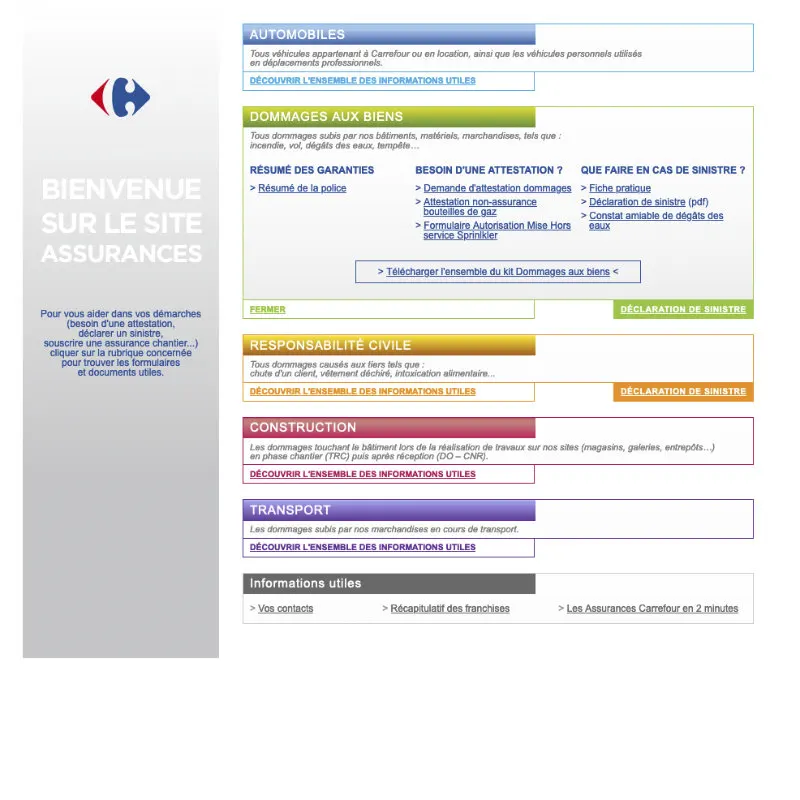 BIENVENUE
SUR LE SITE
ASSURANCES
Pour vous aider dans vos démarches
(besoin d'une attestation,
déclarer un sinistre,
souscrire une assurance chantier...)
cliquer sur la rubrique concernée
pour trouver les formulaires
et documents utiles.
AUTOMOBILES
Tous véhicules appartenant à Carrefour ou en location, ainsi que les véhicules personnels utilisés
en déplacements professionnels.
DÉCOUVRIR L'ENSEMBLE DES INFORMATIONS UTILES
DOMMAGES AUX BIENS
Tous dommages subis par nos bâtiments, matériels, marchandises, tels que :
incendie, vol, dégâts des eaux, tempête…
RÉSUMÉ DES GARANTIES
> Résumé de la police
BESOIN D'UNE ATTESTATION ?
> Demande d'attestation dommages
> Attestation non-assurance
bouteilles de gaz
> Formulaire Autorisation Mise Hors
service Sprinkler
QUE FAIRE EN CAS DE SINISTRE ?
> Fiche pratique
> Déclaration de sinistre (pdf)
> Constat amiable de dégâts des
eaux
> Télécharger l'ensemble du kit Dommages aux biens <
FERMER
DÉCLARATION DE SINISTRE
RESPONSABILITÉ CIVILE
Tous dommages causés aux tiers tels que :
chute d'un client, vêtement déchiré, intoxication alimentaire...
DÉCOUVRIR L'ENSEMBLE DES INFORMATIONS UTILES
DÉCLARATION DE SINISTRE
CONSTRUCTION
Les dommages touchant le bâtiment lors de la réalisation de travaux sur nos sites (magasins, galeries, entrepôts…)
en phase chantier (TRC) puis après réception (DO – CNR).
DÉCOUVRIR L'ENSEMBLE DES INFORMATIONS UTILES
TRANSPORT
Les dommages subis par nos marchandises en cours de transport.
DÉCOUVRIR L'ENSEMBLE DES INFORMATIONS UTILES
Informations utiles
> Vos contacts
> Récapitulatif des franchises
> Les Assurances Carrefour en 2 minutes